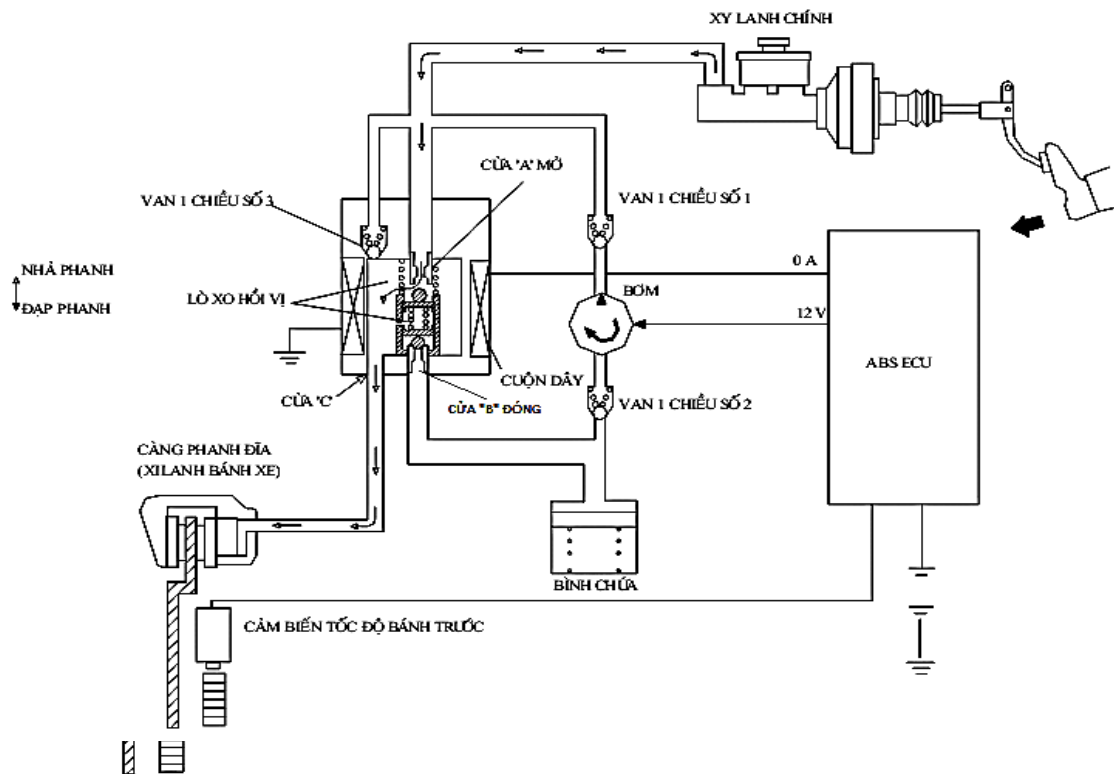 XY LANH CHÍNH
CỬA "A" MỞ
VAN 1 CHIỀU SỐ 3
VAN 1 CHIỀU SỐ 1
NHẢ PHANH
ĐẠP PHANH
LÒ XO HỒI VỊ
0 A
BƠM
12 V
ABS ECU
CUỘN DÂY
CỬA "C"
CỬA "B" ĐÓNG
VAN 1 CHIỀU SỐ 2
CÀNG PHANH ĐĨA
(XI LANH BÁNH XE)
BÌNH CHỨA
CẢM BIẾN TỐC ĐỘ BÁNH TRƯỚC